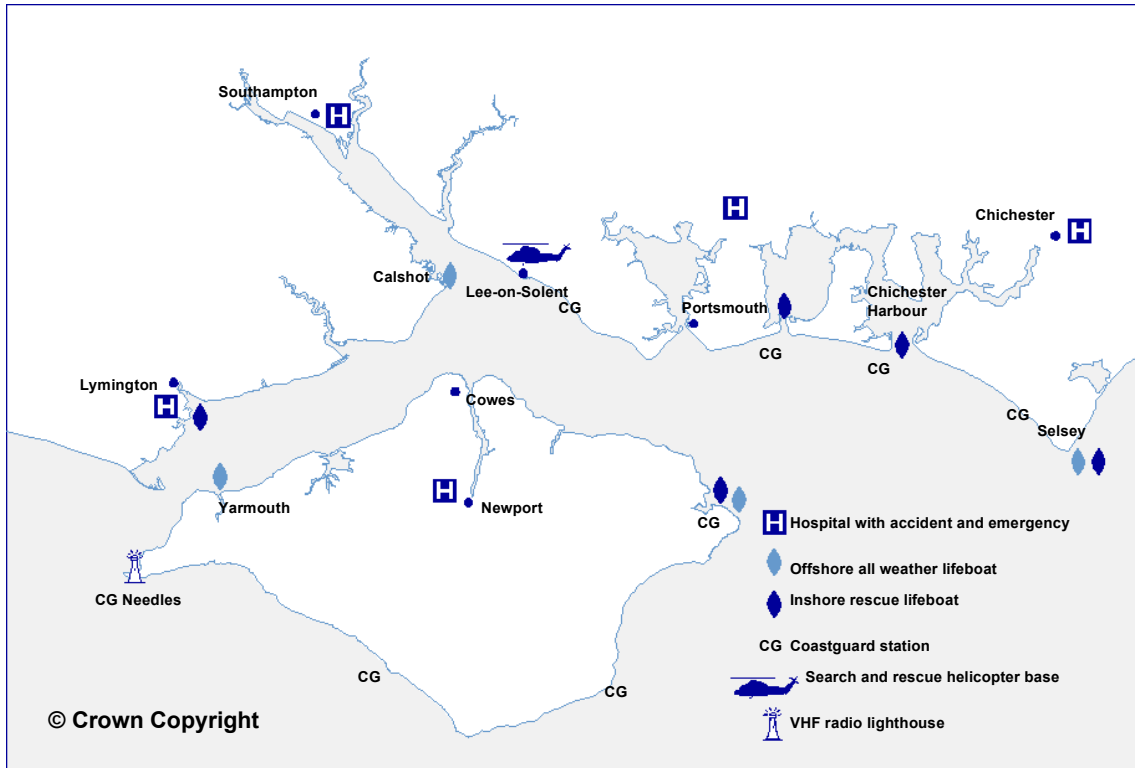 Southampton
H
H
Chichester
H
Calshot
Lee-on-Solent
CG
Portsmouth
Chichester
Harbour
CG
CG
Lymington
H
Cowes
CG
Selsey
H
Newport
Yarmouth
CG
H Hospital with accident and emergency
Offshore all weather lifeboat
CG Needles
Inshore rescue lifeboat
CG Coastguard station
CG
CG
Search and rescue helicopter base
© Crown Copyright
VHF radio lighthouse